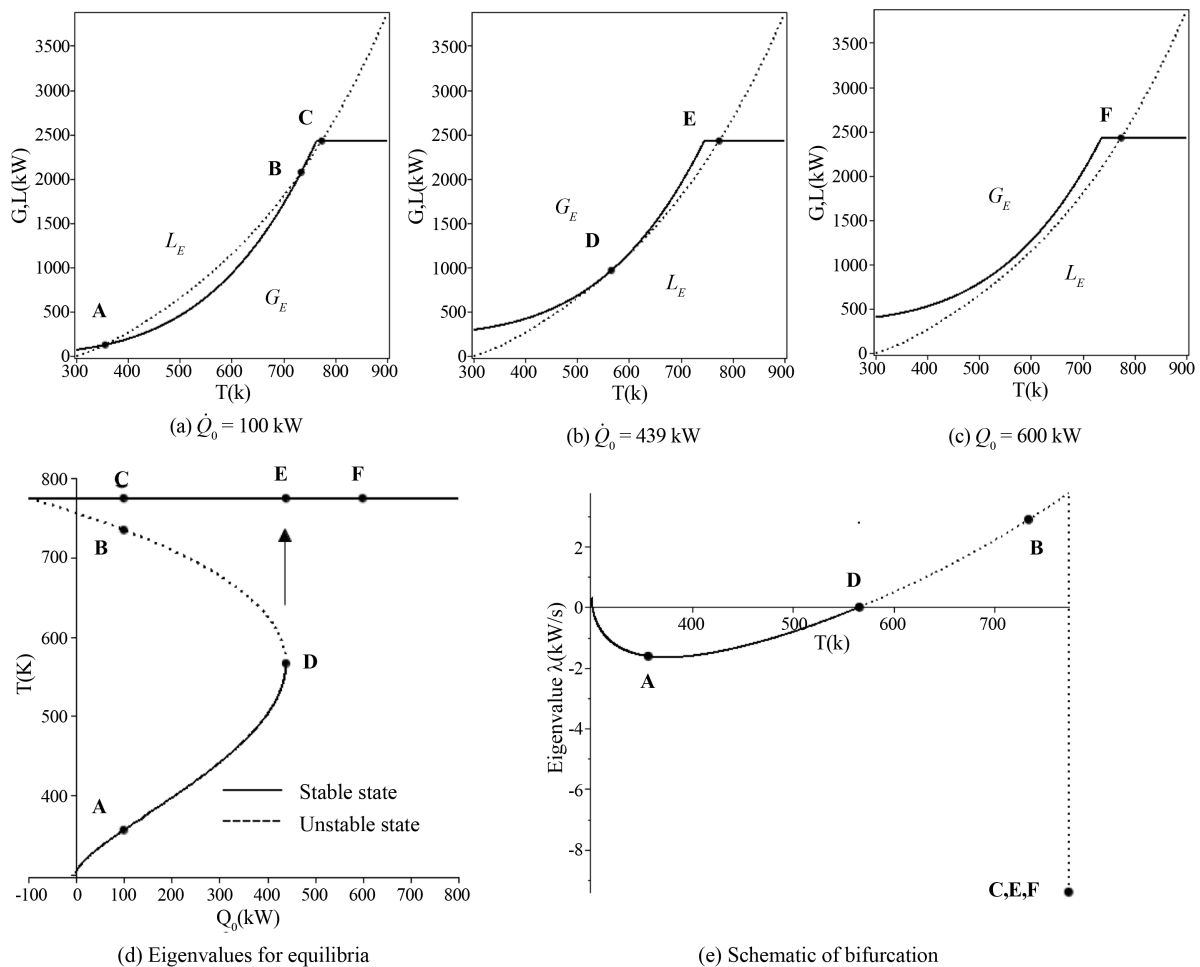 3500
3000
2500
2000
1500
1000
500
0
G,L(kW)
A
B
C
L_E
G_E
300 400 500 600 700 800 900
T(k)
(a) Q̇₀ = 100 kW
3500
3000
2500
2000
1500
1000
500
0
G,L(kW)
D
E
G_E
L_E
300 400 500 600 700 800 900
T(k)
(b) Q̇₀ = 439 kW
3500
3000
2500
2000
1500
1000
500
0
G,L(kW)
F
G_E
L_E
300 400 500 600 700 800 900
T(k)
(c) Q₀ = 600 kW
800
700
600
500
400
T(K)
C
E
F
B
D
A
Stable state
Unstable state
-100 0 100 200 300 400 500 600 700 800
Q₀(kW)
(d) Eigenvalues for equilibria
2
0
-2
-4
-6
-8
Eigenvalue λ(kW/s)
400 500 600 700
T(k)
A
D
B
C,E,F
(e) Schematic of bifurcation